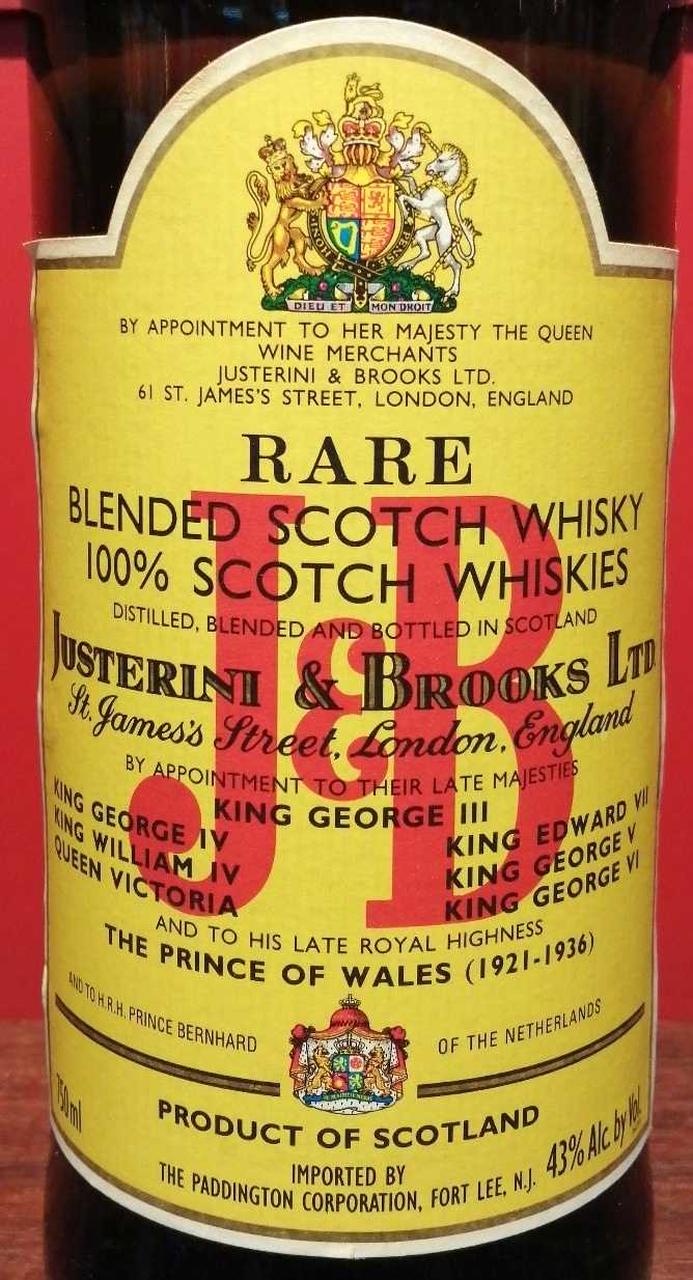 DIEU ET MON DROIT
BY APPOINTMENT TO HER MAJESTY THE QUEEN
WINE MERCHANTS
JUSTERINI & BROOKS LTD.
61 ST. JAMES'S STREET, LONDON, ENGLAND
RARE
J&B
BLENDED SCOTCH WHISKY
100% SCOTCH WHISKIES
DISTILLED, BLENDED AND BOTTLED IN SCOTLAND
JUSTERINI & BROOKS LTD
St. James's Street, London, England
BY APPOINTMENT TO THEIR LATE MAJESTIES
KING GEORGE III
KING GEORGE IV
KING WILLIAM IV
QUEEN VICTORIA
KING EDWARD VII
KING GEORGE V
KING GEORGE VI
AND TO HIS LATE ROYAL HIGHNESS
THE PRINCE OF WALES (1921-1936)
AND TO H.R.H. PRINCE BERNHARD OF THE NETHERLANDS
750ml
PRODUCT OF SCOTLAND
43% Alc. by Vol.
IMPORTED BY
THE PADDINGTON CORPORATION, FORT LEE, N.J.